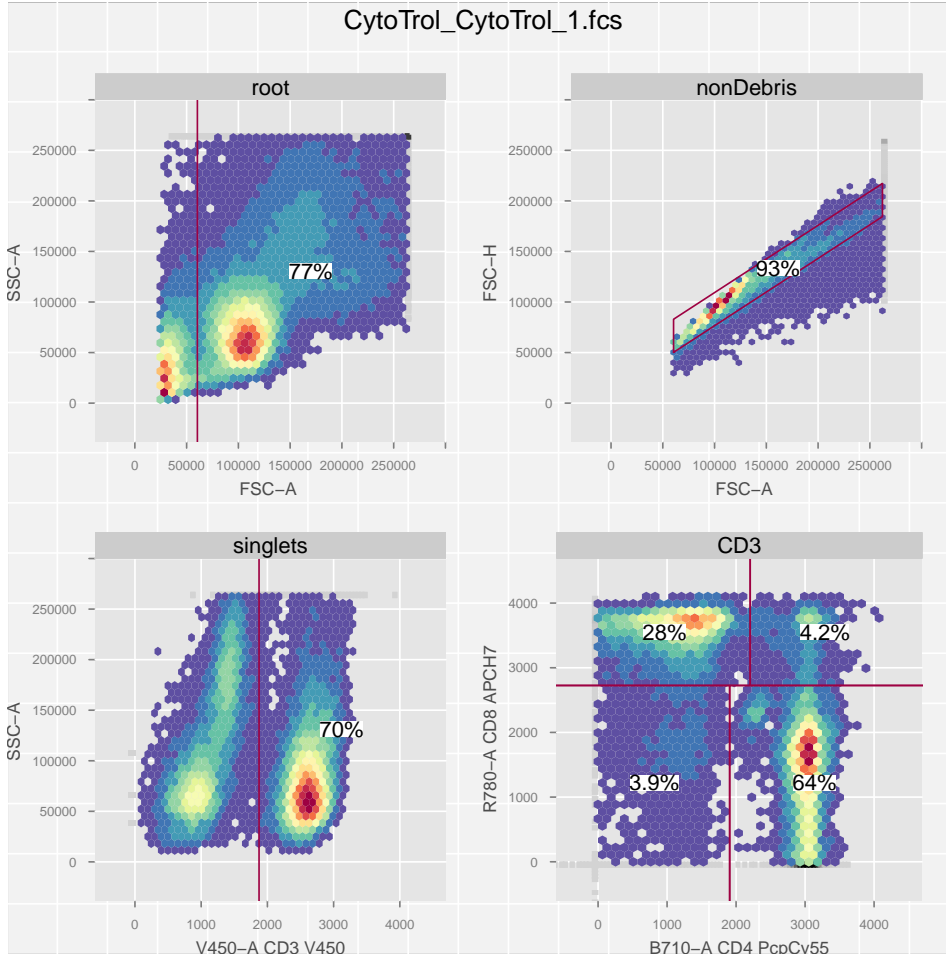 CytoTrol_CytoTrol_1.fcs
root
SSC−A
250000
200000
150000
100000
50000
0
77%
0 50000 100000 150000 200000 250000
FSC−A
nonDebris
FSC−H
250000
200000
150000
100000
50000
0
93%
0 50000 100000 150000 200000 250000
FSC−A
singlets
SSC−A
250000
200000
150000
100000
50000
0
70%
0 1000 2000 3000 4000
V450−A CD3 V450
CD3
R780−A CD8 APCH7
4000
3000
2000
1000
0
28%
4.2%
3.9%
64%
0 1000 2000 3000 4000
B710−A CD4 PcpCy55